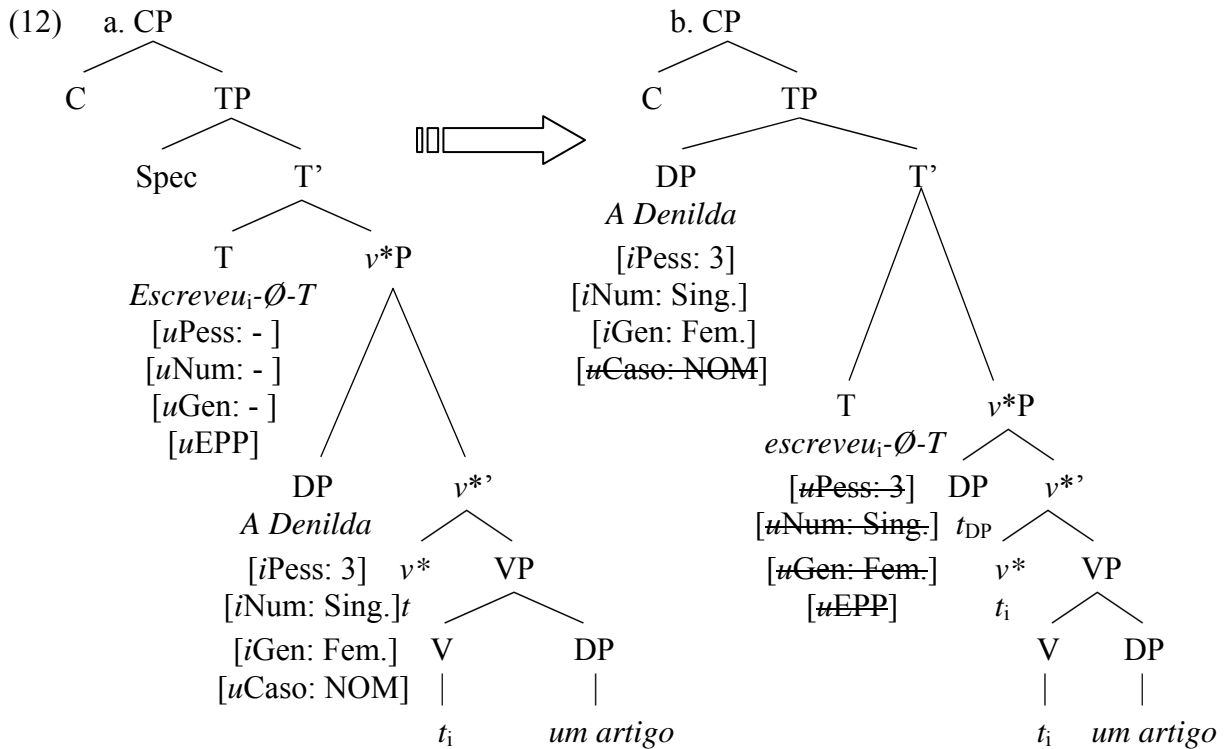 (12) a. CP b. CP
C TP C TP
Spec T’ DP T’
A Denilda
T v*P [iPess: 3]
Escreveuᵢ-Ø-T [iNum: Sing.]
[uPess: - ] [iGen: Fem.]
[uNum: - ] [uCaso: NOM]
[uGen: - ] T v*P
[uEPP] escreveuᵢ-Ø-T
DP v*’ [uPess: 3] DP v*’
A Denilda [uNum: Sing.] t_DP
[iPess: 3] v* VP [uGen: Fem.] v* VP
[iNum: Sing.] t [uEPP] tᵢ
[iGen: Fem.] V DP V DP
[uCaso: NOM]
tᵢ um artigo tᵢ um artigo